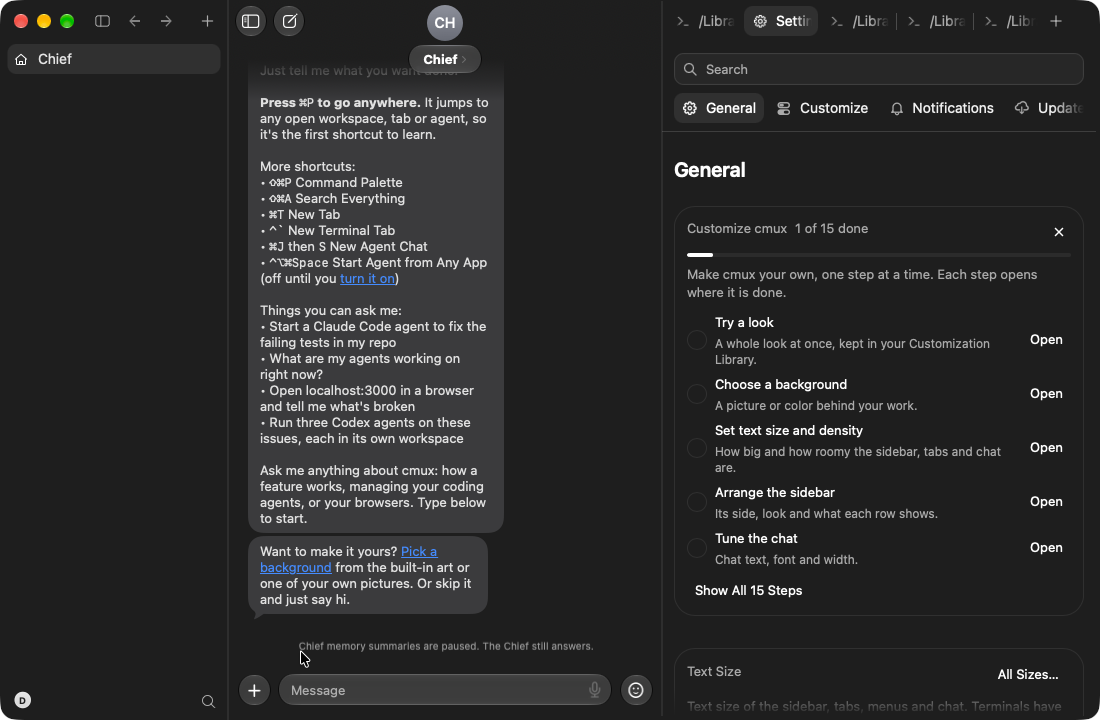 Chief
D
CH
Chief
Just tell me what you want done.
Press ⌘P to go anywhere. It jumps to
any open workspace, tab or agent, so
it's the first shortcut to learn.
More shortcuts:
• ⇧⌘P Command Palette
• ⇧⌘A Search Everything
• ⌘T New Tab
• ^` New Terminal Tab
• ⌘J then S New Agent Chat
• ^⌥⌘Space Start Agent from Any App
(off until you turn it on)
Things you can ask me:
• Start a Claude Code agent to fix the
failing tests in my repo
• What are my agents working on
right now?
• Open localhost:3000 in a browser
and tell me what's broken
• Run three Codex agents on these
issues, each in its own workspace
Ask me anything about cmux: how a
feature works, managing your coding
agents, or your browsers. Type below
to start.
Want to make it yours? Pick a
background from the built-in art or
one of your own pictures. Or skip it
and just say hi.
Chief memory summaries are paused. The Chief still answers.
Message
/Libra Settin /Libra /Libra /Libr
Search
General Customize Notifications Update
General
Customize cmux 1 of 15 done
Make cmux your own, one step at a time. Each step opens
where it is done.
Try a look
A whole look at once, kept in your Customization
Library.
Open
Choose a background
A picture or color behind your work.
Open
Set text size and density
How big and how roomy the sidebar, tabs and chat
are.
Open
Arrange the sidebar
Its side, look and what each row shows.
Open
Tune the chat
Chat text, font and width.
Open
Show All 15 Steps
Text Size
All Sizes...
Text size of the sidebar, tabs, menus and chat. Terminals have